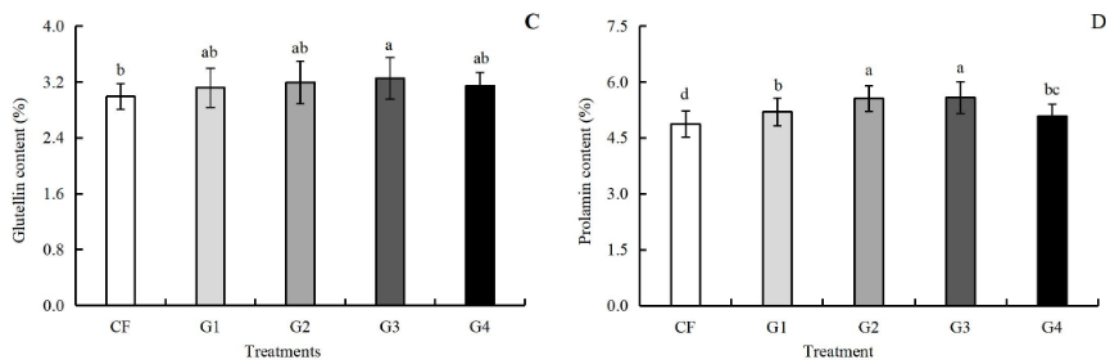 C
4.0
3.2
2.4
1.6
0.8
0.0
Glutellin content (%)
b
ab
ab
a
ab
CF G1 G2 G3 G4
Treatments
D
7.5
6.0
4.5
3.0
1.5
0.0
Prolamin content (%)
d
b
a
a
bc
CF G1 G2 G3 G4
Treatment